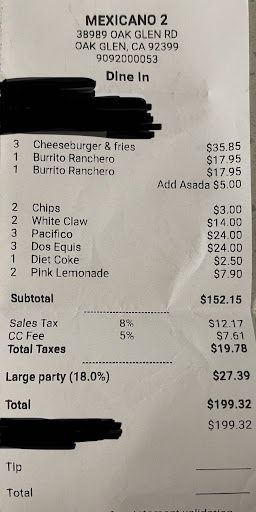 MEXICANO 2
38989 OAK GLEN RD
OAK GLEN, CA 92399
9092000053
Dine In
3 Cheeseburger & fries $35.85
1 Burrito Ranchero $17.95
1 Burrito Ranchero $17.95
Add Asada $5.00
2 Chips $3.00
2 White Claw $14.00
3 Pacifico $24.00
3 Dos Equis $24.00
1 Diet Coke $2.50
2 Pink Lemonade $7.90
Subtotal $152.15
Sales Tax 8% $12.17
CC Fee 5% $7.61
Total Taxes $19.78
Large party (18.0%) $27.39
Total $199.32
$199.32
Tip
Total